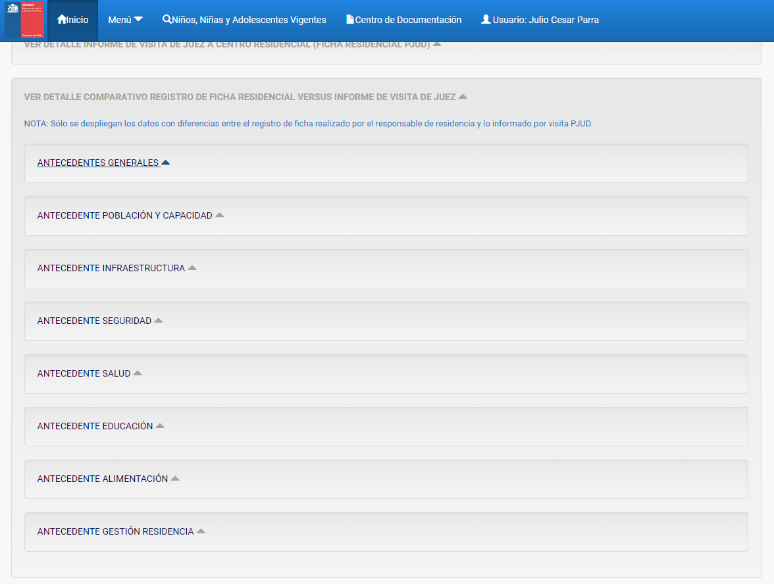 Inicio Menú Niños, Niñas y Adolescentes Vigentes Centro de Documentación Usuario: Julio Cesar Parra
VER DETALLE INFORME DE VISITA DE JUEZ A CENTRO RESIDENCIAL (FICHA RESIDENCIAL PJUD)
VER DETALLE COMPARATIVO REGISTRO DE FICHA RESIDENCIAL VERSUS INFORME DE VISITA DE JUEZ
NOTA: Sólo se despliegan los datos con diferencias entre el registro de ficha realizado por el responsable de residencia y lo informado por visita PJUD.
ANTECEDENTES GENERALES
ANTECEDENTE POBLACIÓN Y CAPACIDAD
ANTECEDENTE INFRAESTRUCTURA
ANTECEDENTE SEGURIDAD
ANTECEDENTE SALUD
ANTECEDENTE EDUCACIÓN
ANTECEDENTE ALIMENTACIÓN
ANTECEDENTE GESTIÓN RESIDENCIA